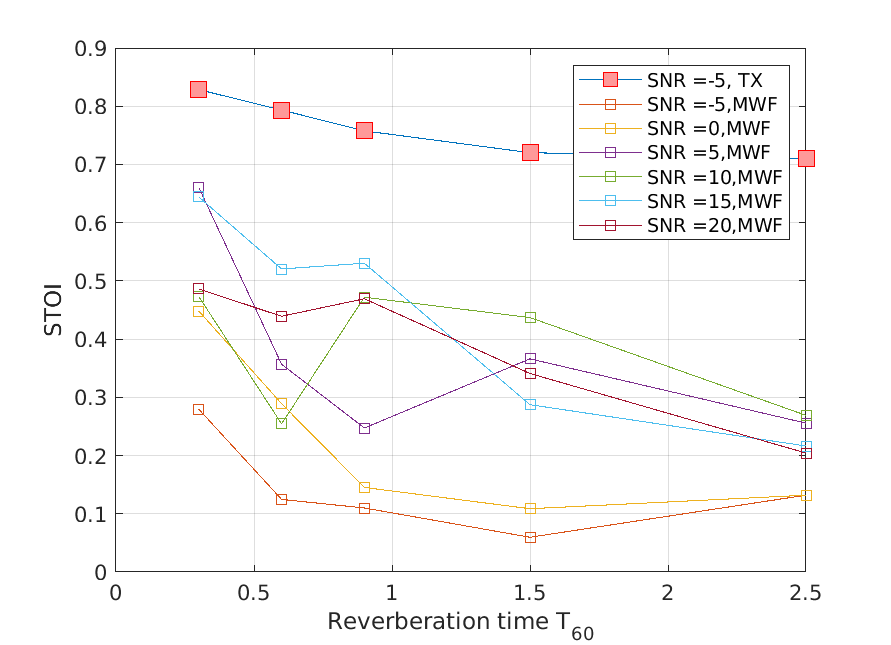 0.9
0.8
0.7
0.6
0.5
0.4
0.3
0.2
0.1
0
STOI
SNR =-5, TX
SNR =-5,MWF
SNR =0,MWF
SNR =5,MWF
SNR =10,MWF
SNR =15,MWF
SNR =20,MWF
0 0.5 1 1.5 2 2.5
Reverberation time T60